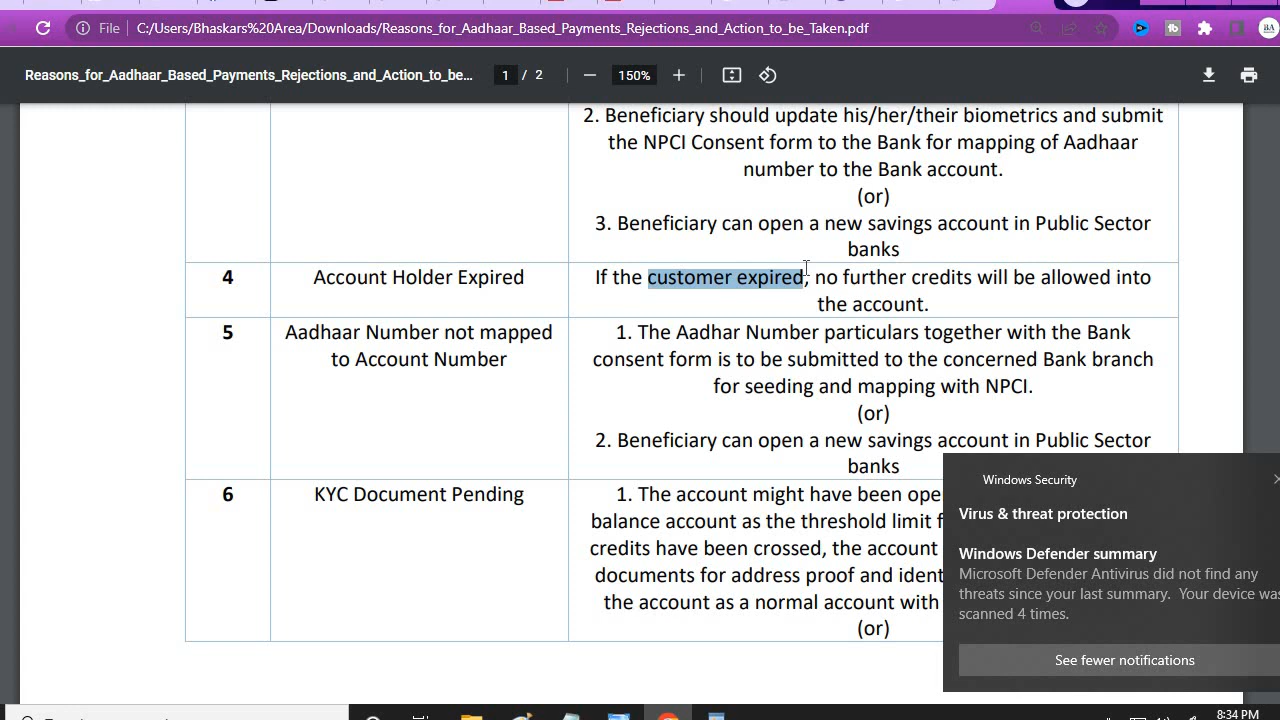 File
C:/Users/Bhaskars%20Area/Downloads/Reasons_for_Aadhaar_Based_Payments_Rejections_and_Action_to_be_Taken.pdf
Reasons_for_Aadhaar_Based_Payments_Rejections_and_Action_to_be...
1 / 2
150%
2. Beneficiary should update his/her/their biometrics and submit
the NPCI Consent form to the Bank for mapping of Aadhaar
number to the Bank account.
(or)
3. Beneficiary can open a new savings account in Public Sector
banks
4
Account Holder Expired
If the customer expired, no further credits will be allowed into
the account.
5
Aadhaar Number not mapped
to Account Number
1. The Aadhar Number particulars together with the Bank
consent form is to be submitted to the concerned Bank branch
for seeding and mapping with NPCI.
(or)
2. Beneficiary can open a new savings account in Public Sector
banks
6
KYC Document Pending
1. The account might have been
balance account as the threshold limit
credits have been crossed, the account
documents for address proof and
the account as a normal account with
(or)
Windows Security
Virus & threat protection
Windows Defender summary
Microsoft Defender Antivirus did not find any
threats since your last summary. Your device was
scanned 4 times.
See fewer notifications
8:34 PM